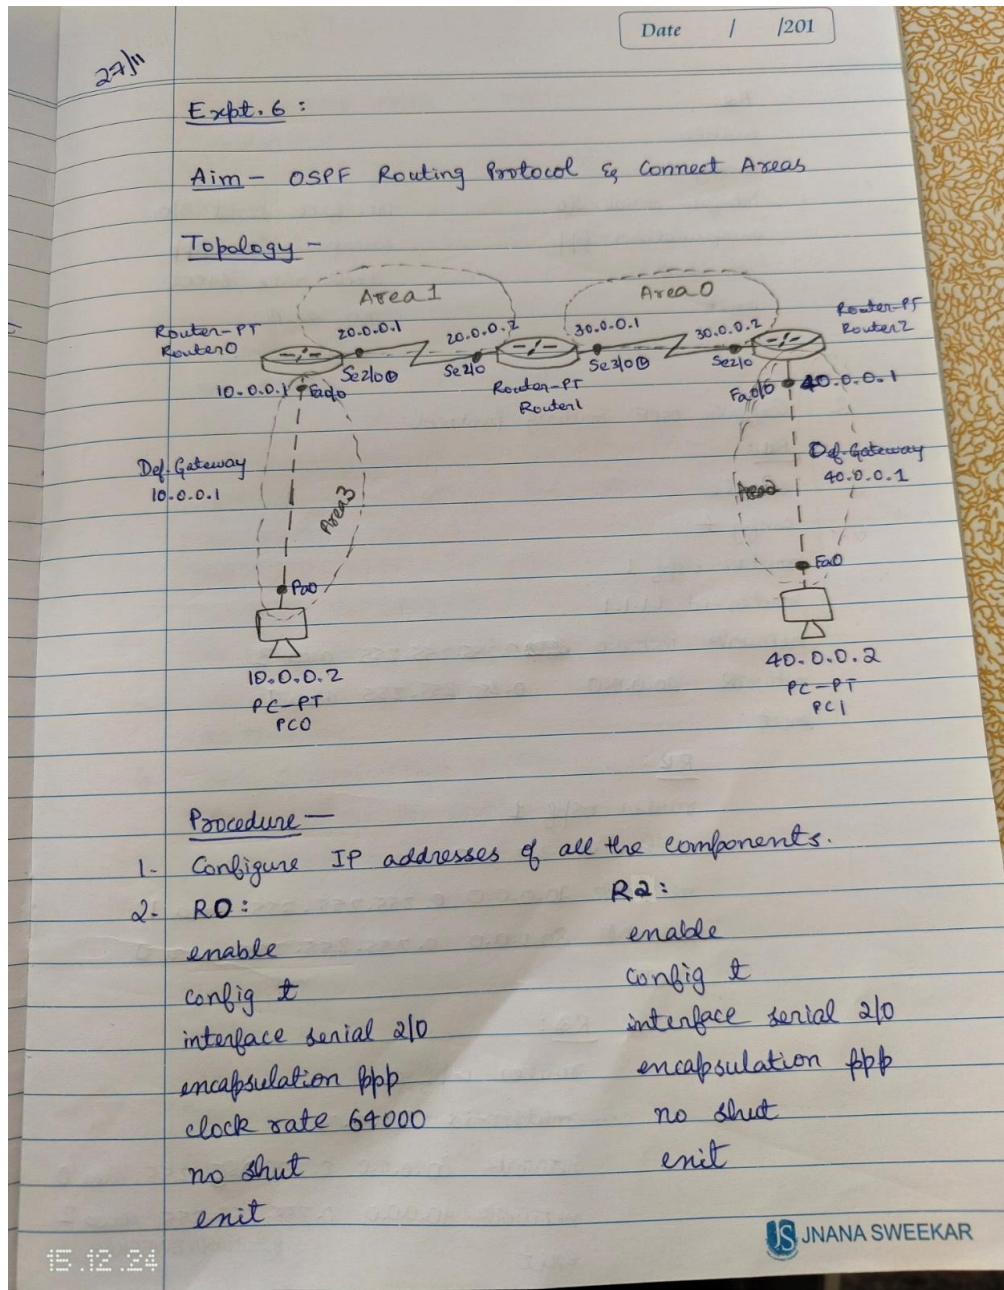 Date / /201
27/11
Expt. 6 :
Aim - OSPF Routing Protocol & Connect Areas
Topology -
Area 1
Area 0
Router-PT
Router0
20.0.0.1
20.0.0.2
30.0.0.1
30.0.0.2
Router-PT
Router2
Se2/0
Se2/0
Se3/0
Se2/0
10.0.0.1
Fa0/0
Router-PT
Router1
Fa0/0
40.0.0.1
Def. Gateway
10.0.0.1
Area3
Area2
Def. Gateway
40.0.0.1
Fa0
Fa0
10.0.0.2
PC-PT
PC0
40.0.0.2
PC-PT
PC1
Procedure -
1. Configure IP addresses of all the components.
2. R0:
enable
config t
interface serial 2/0
encapsulation ppp
clock rate 64000
no shut
exit
R2:
enable
config t
interface serial 2/0
encapsulation ppp
no shut
exit
JS JNANA SWEEKAR
15.12.24